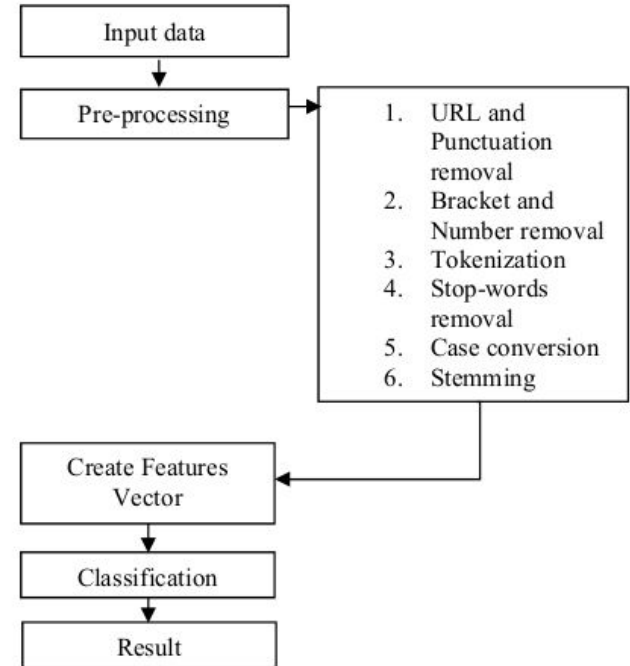 Input data
Pre-processing
1. URL and
Punctuation
removal
2. Bracket and
Number removal
3. Tokenization
4. Stop-words
removal
5. Case conversion
6. Stemming
Create Features
Vector
Classification
Result